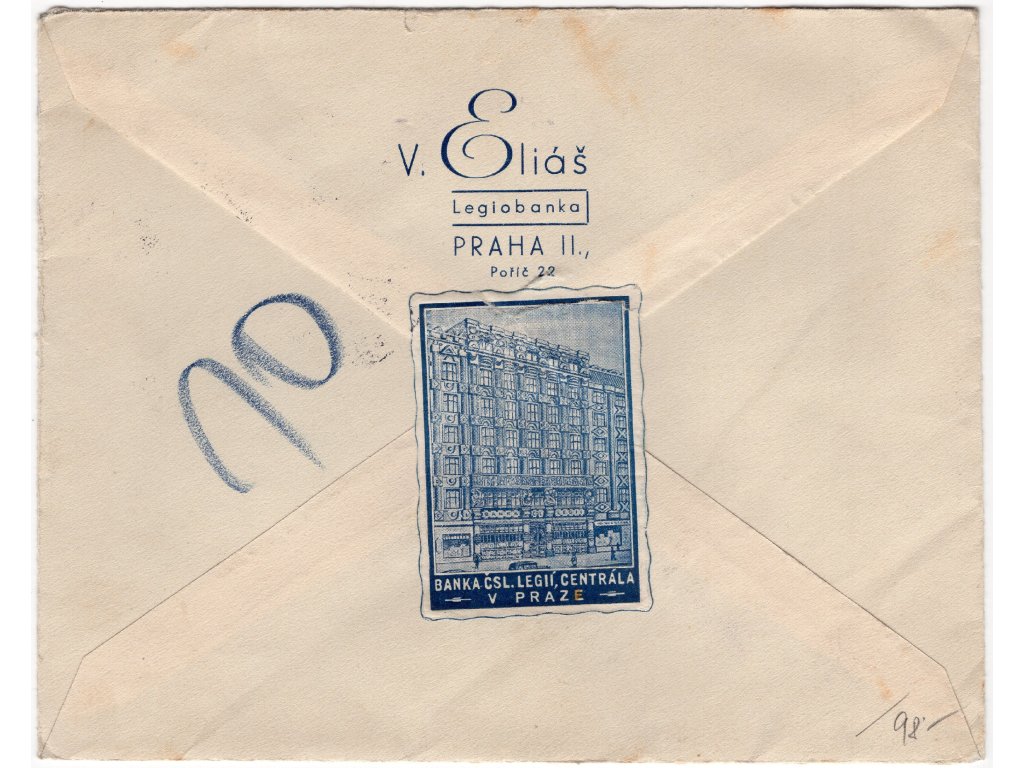 V. Eliáš
Legiobanka
PRAHA II.,
Poříč 22
10
BANKA ČSL. LEGIÍ, CENTRÁLA
V PRAZE
98·-